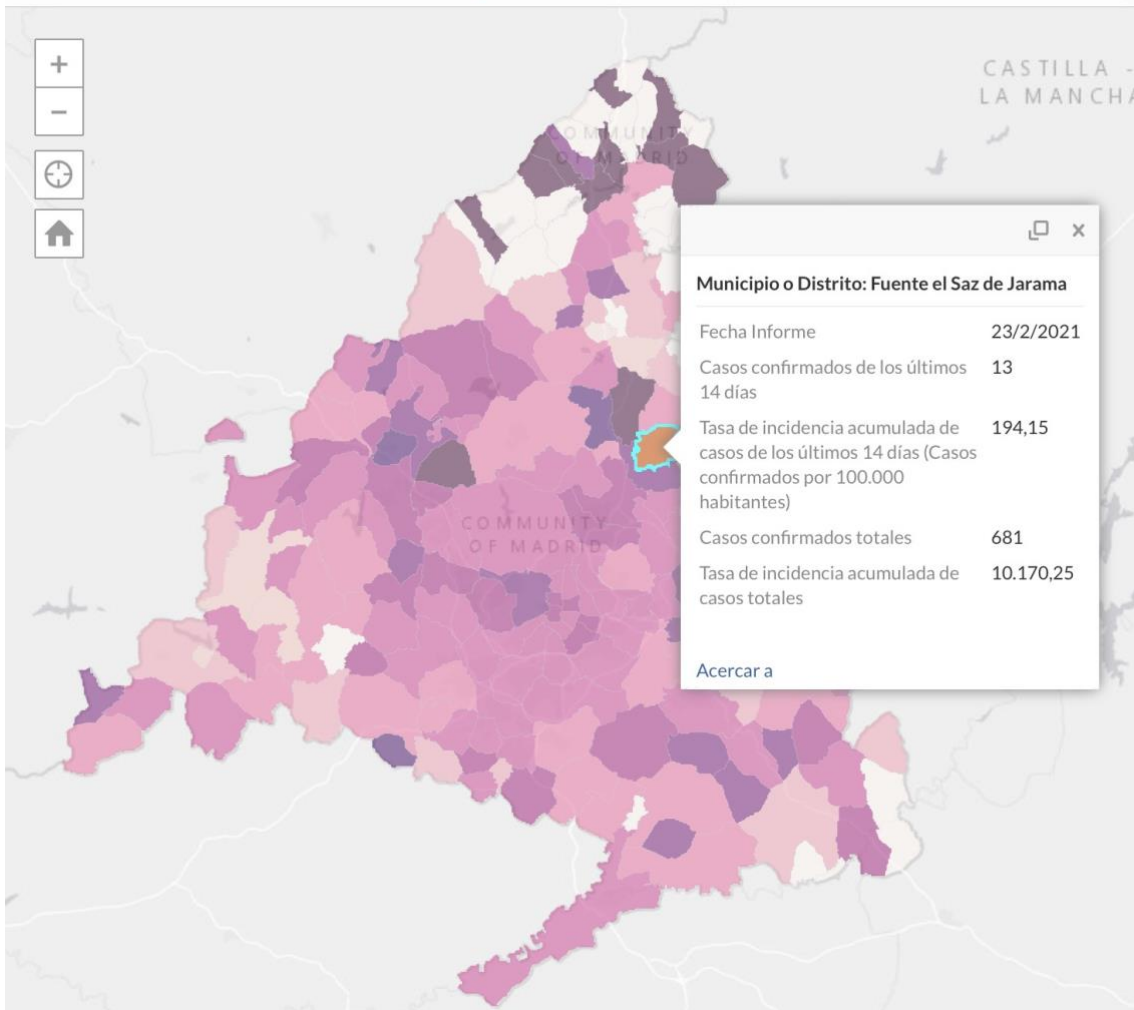 +
CASTILLA -
LA MANCHA
−
COMMUNITY
OF MADRID
Municipio o Distrito: Fuente el Saz de Jarama
Fecha Informe 23/2/2021
Casos confirmados de los últimos 13
14 días
Tasa de incidencia acumulada de 194,15
casos de los últimos 14 días (Casos
confirmados por 100.000
habitantes)
COMMUNITY
OF MADRID
Casos confirmados totales 681
Tasa de incidencia acumulada de 10.170,25
casos totales
Acercar a